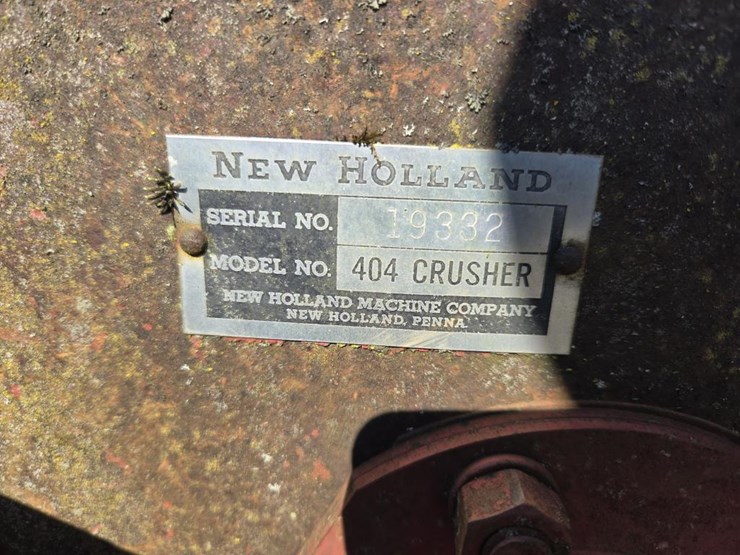 NEW HOLLAND
SERIAL NO. 19332
MODEL NO. 404 CRUSHER
NEW HOLLAND MACHINE COMPANY
NEW HOLLAND, PENNA.